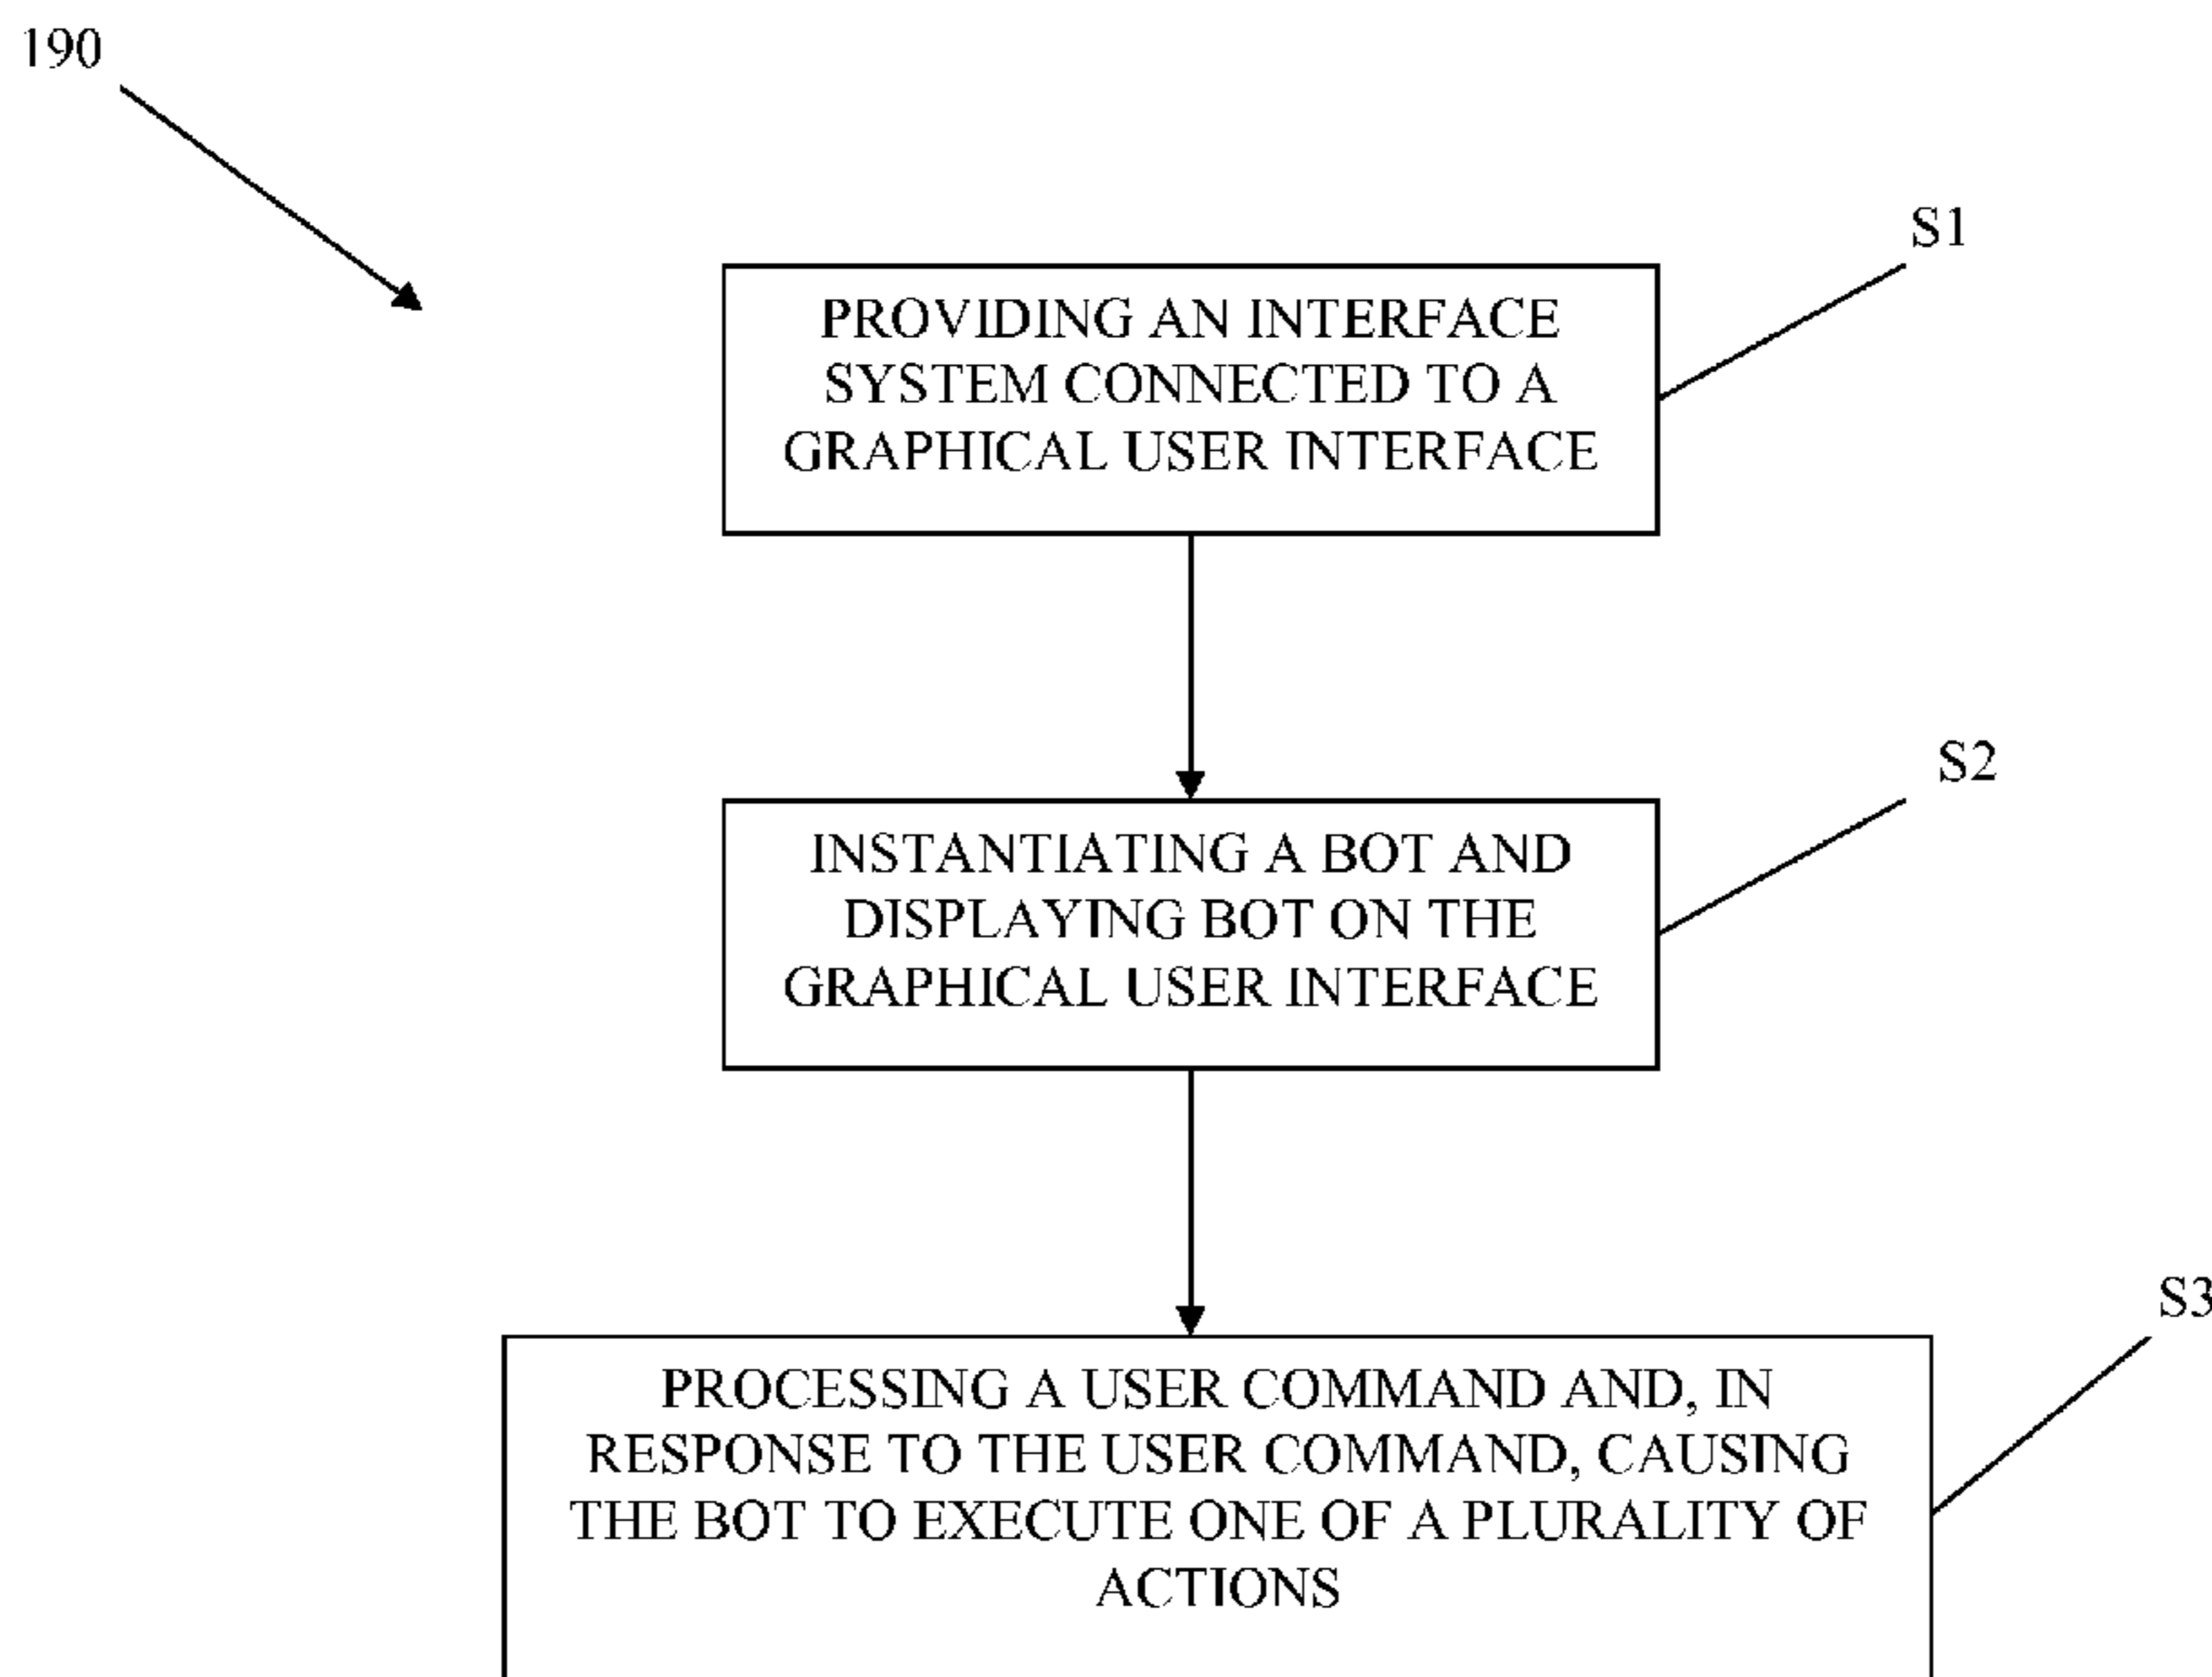 190
S1
PROVIDING AN INTERFACE
SYSTEM CONNECTED TO A
GRAPHICAL USER INTERFACE
S2
INSTANTIATING A BOT AND
DISPLAYING BOT ON THE
GRAPHICAL USER INTERFACE
S3
PROCESSING A USER COMMAND AND, IN
RESPONSE TO THE USER COMMAND, CAUSING
THE BOT TO EXECUTE ONE OF A PLURALITY OF
ACTIONS